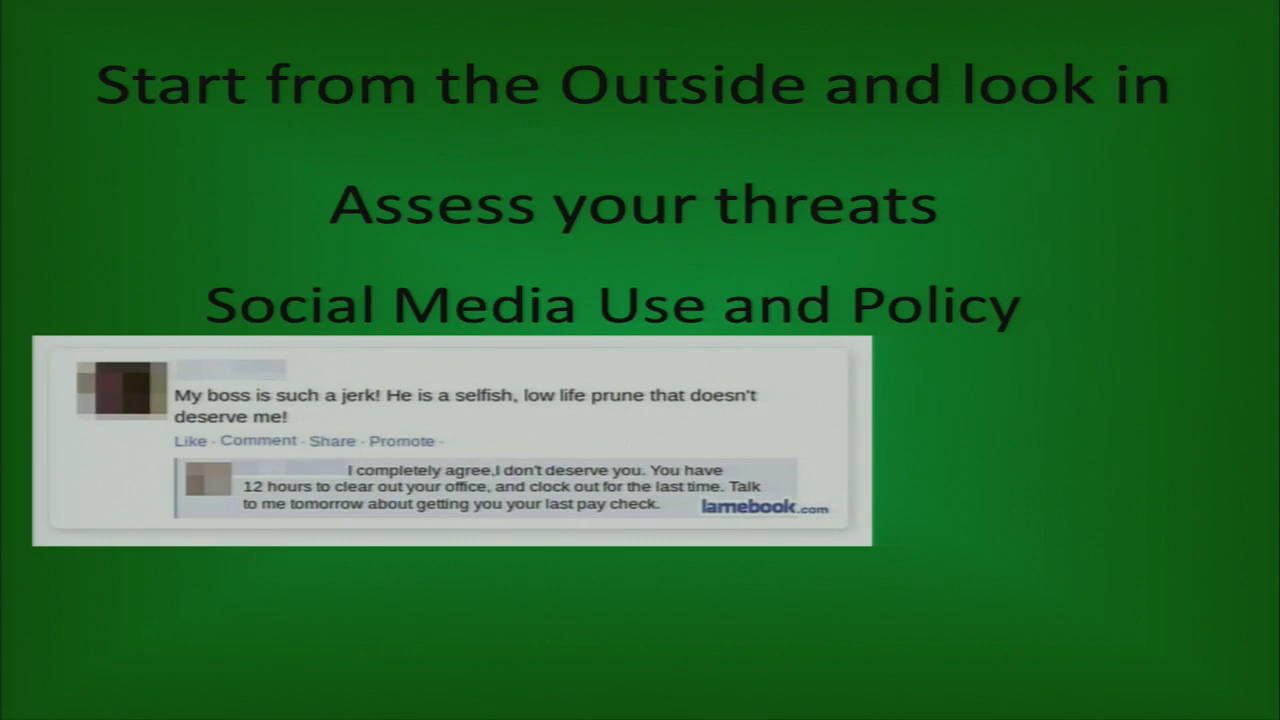 Start from the Outside and look in
Assess your threats
Social Media Use and Policy
My boss is such a jerk! He is a selfish, low life prune that doesn't
deserve me!
Like · Comment · Share · Promote ·
I completely agree,I don't deserve you. You have
12 hours to clear out your office, and clock out for the last time. Talk
to me tomorrow about getting you your last pay check.
lamebook.com